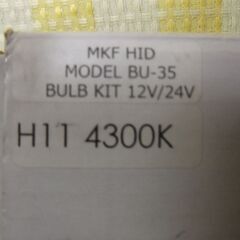 MKF HID
MODEL BU-35
BULB KIT 12V/24V
H11 4300K